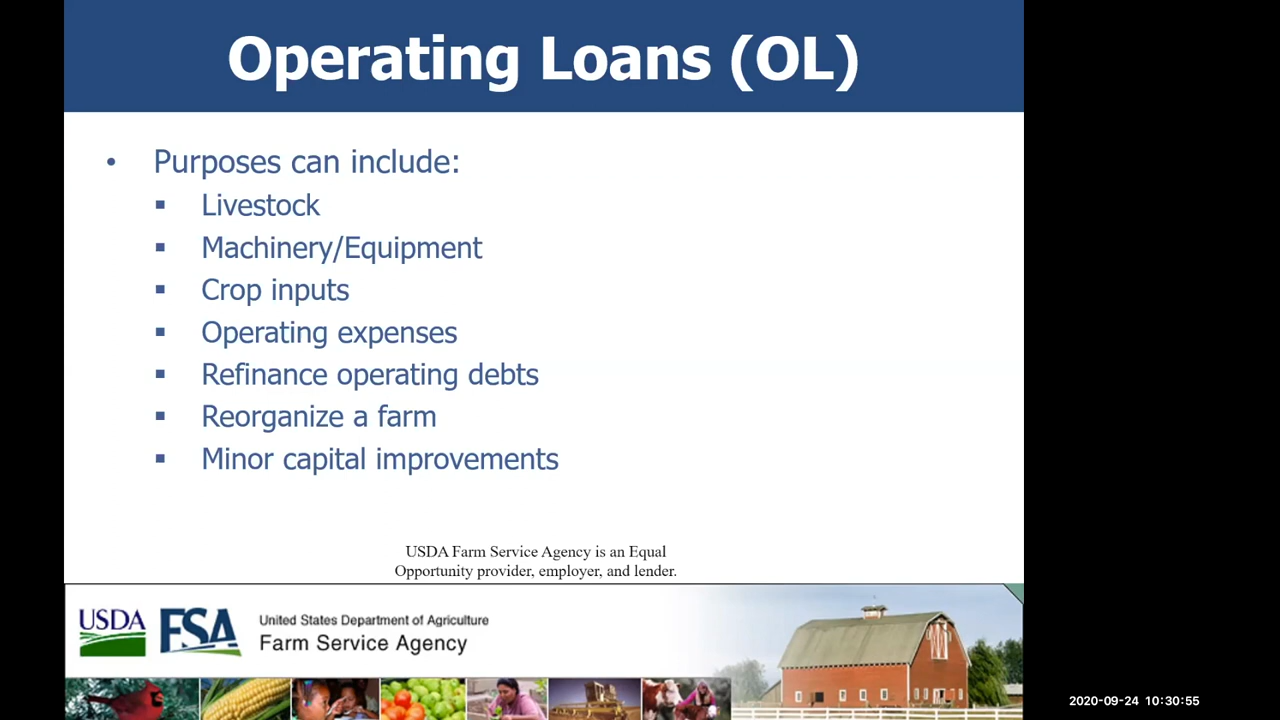 Operating Loans (OL)
• Purposes can include:
▪ Livestock
▪ Machinery/Equipment
▪ Crop inputs
▪ Operating expenses
▪ Refinance operating debts
▪ Reorganize a farm
▪ Minor capital improvements
USDA Farm Service Agency is an Equal
Opportunity provider, employer, and lender.
USDA FSA United States Department of Agriculture
Farm Service Agency
2020-09-24 10:30:55